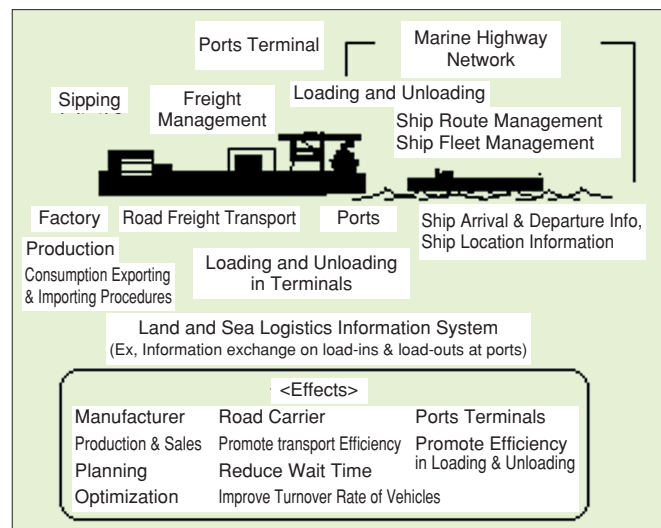 Ports Terminal
Marine Highway
Network
Sipping
Freight
Management
Loading and Unloading
Ship Route Management
Ship Fleet Management
Factory
Road Freight Transport
Ports
Ship Arrival & Departure Info,
Ship Location Information
Production
Consumption Exporting
& Importing Procedures
Loading and Unloading
in Terminals
Land and Sea Logistics Information System
(Ex, Information exchange on load-ins & load-outs at ports)
<Effects>
Manufacturer
Production & Sales
Planning
Optimization
Road Carrier
Promote transport Efficiency
Reduce Wait Time
Improve Turnover Rate of Vehicles
Ports Terminals
Promote Efficiency
in Loading & Unloading